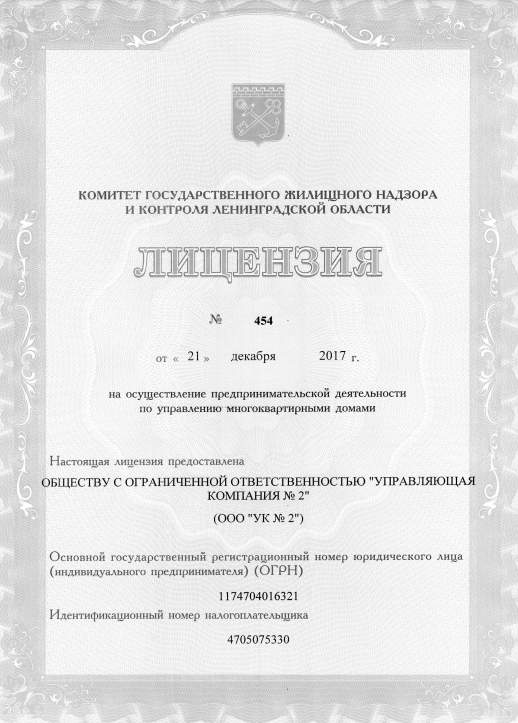 КОМИТЕТ ГОСУДАРСТВЕННОГО ЖИЛИЩНОГО НАДЗОРА
И КОНТРОЛЯ ЛЕНИНГРАДСКОЙ ОБЛАСТИ
ЛИЦЕНЗИЯ
№ 454
от « 21 » декабря 2017 г.
на осуществление предпринимательской деятельности
по управлению многоквартирными домами
Настоящая лицензия предоставлена
ОБЩЕСТВУ С ОГРАНИЧЕННОЙ ОТВЕТСТВЕННОСТЬЮ "УПРАВЛЯЮЩАЯ
КОМПАНИЯ № 2"
(ООО "УК № 2")
Основной государственный регистрационный номер юридического лица
(индивидуального предпринимателя) (ОГРН)
1174704016321
Идентификационный номер налогоплательщика
4705075330